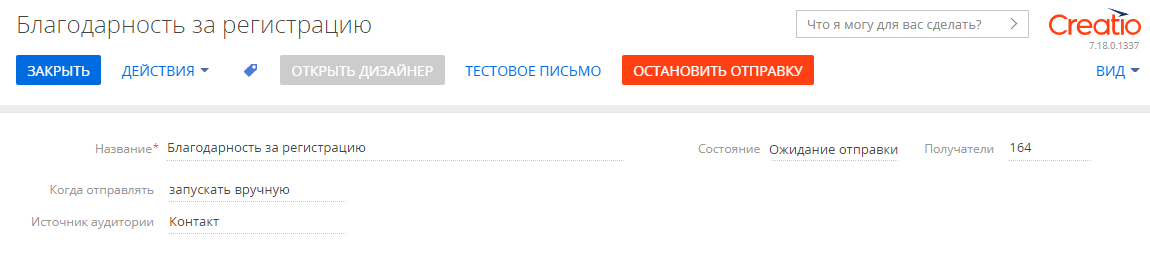 Благодарность за регистрацию
Что я могу для вас сделать?
Creatio
7.18.0.1337
ЗАКРЫТЬ ДЕЙСТВИЯ ОТКРЫТЬ ДИЗАЙНЕР ТЕСТОВОЕ ПИСЬМО ОСТАНОВИТЬ ОТПРАВКУ ВИД
Название* Благодарность за регистрацию Состояние Ожидание отправки Получатели 164
Когда отправлять запускать вручную
Источник аудитории Контакт